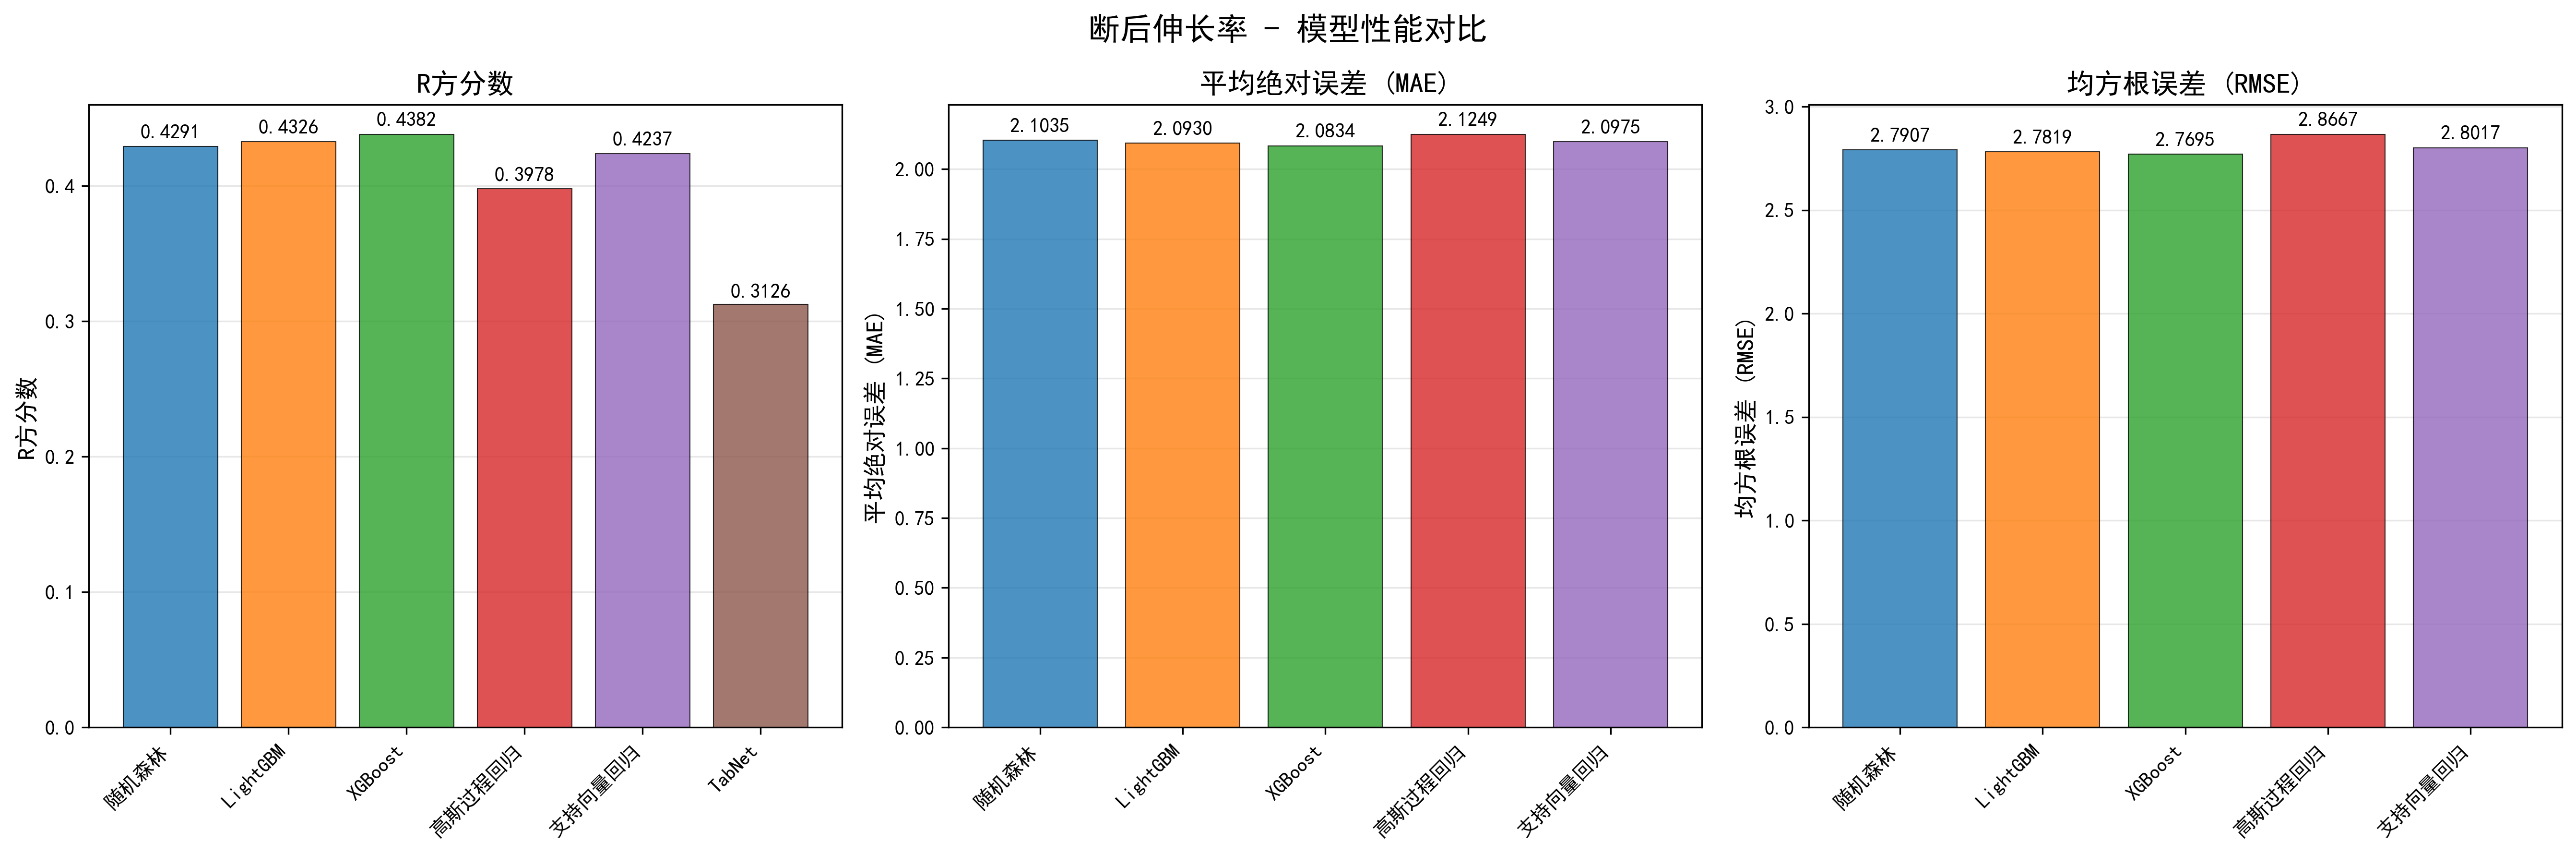 断后伸长率 - 模型性能对比
R方分数
R方分数
0.4
0.3
0.2
0.1
0.0
0.4291
0.4326
0.4382
0.3978
0.4237
0.3126
随机森林
LightGBM
XGBoost
高斯过程回归
支持向量回归
TabNet
平均绝对误差 (MAE)
平均绝对误差 (MAE)
2.00
1.75
1.50
1.25
1.00
0.75
0.50
0.25
0.00
2.1035
2.0930
2.0834
2.1249
2.0975
随机森林
LightGBM
XGBoost
高斯过程回归
支持向量回归
均方根误差 (RMSE)
均方根误差 (RMSE)
3.0
2.5
2.0
1.5
1.0
0.5
0.0
2.7907
2.7819
2.7695
2.8667
2.8017
随机森林
LightGBM
XGBoost
高斯过程回归
支持向量回归